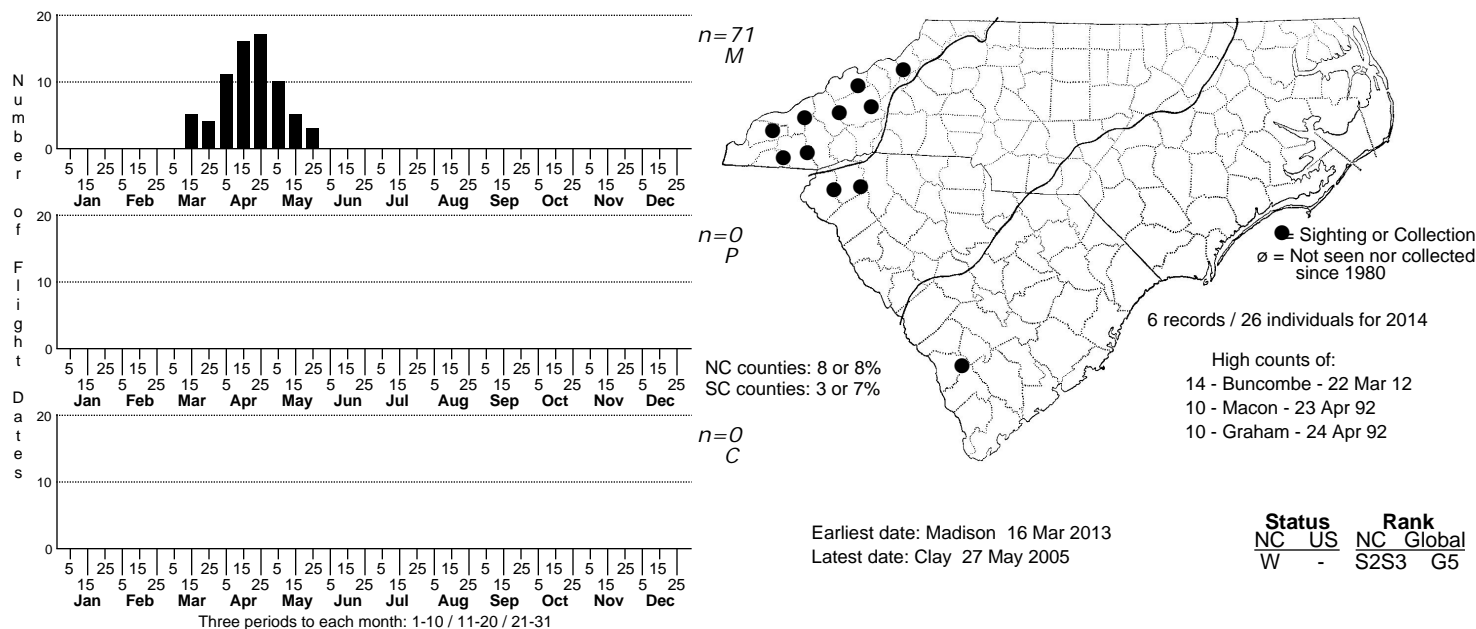 Number of Flight Dates
20
10
0
5 25 5 25 5 25 5 25 5 25 5 25
15 15 15 15 15 15 15 15 15 15 15 15
5 25 5 25 5 25 5 25 5 25 5 25
Jan Feb Mar Apr May Jun Jul Aug Sep Oct Nov Dec
n=71
M
20
10
0
5 25 5 25 5 25 5 25 5 25 5 25
15 15 15 15 15 15 15 15 15 15 15 15
5 25 5 25 5 25 5 25 5 25 5 25
Jan Feb Mar Apr May Jun Jul Aug Sep Oct Nov Dec
n=0
P
20
10
0
5 25 5 25 5 25 5 25 5 25 5 25
15 15 15 15 15 15 15 15 15 15 15 15
5 25 5 25 5 25 5 25 5 25 5 25
Jan Feb Mar Apr May Jun Jul Aug Sep Oct Nov Dec
n=0
C
Three periods to each month: 1-10 / 11-20 / 21-31
NC counties: 8 or 8%
SC counties: 3 or 7%
= Sighting or Collection
ø = Not seen nor collected
since 1980
6 records / 26 individuals for 2014
High counts of:
14 - Buncombe - 22 Mar 12
10 - Macon - 23 Apr 92
10 - Graham - 24 Apr 92
Earliest date: Madison 16 Mar 2013
Latest date: Clay 27 May 2005
Status Rank
NC US NC Global
W - S2S3 G5